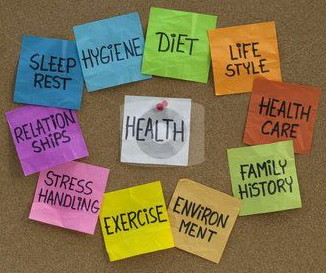 SLEEP
REST
HYGIENE
DIET
LIFE
STYLE
HEALTH
CARE
RELATION
SHIPS
HEALTH
FAMILY
HISTORY
STRESS
HANDLING
EXERCISE
ENVIRON
MENT